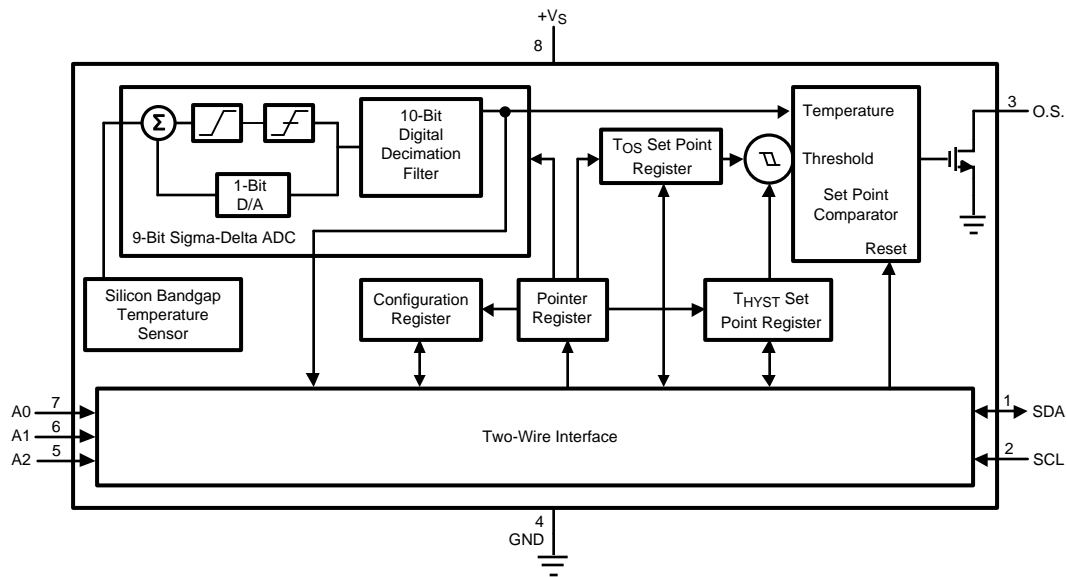 +VS
8
3
O.S.
Σ
10-Bit
Digital
Decimation
Filter
1-Bit
D/A
9-Bit Sigma-Delta ADC
TOS Set Point
Register
Temperature
Threshold
Set Point
Comparator
Reset
Silicon Bandgap
Temperature
Sensor
Configuration
Register
Pointer
Register
THYST Set
Point Register
A0
7
A1
6
A2
5
Two-Wire Interface
1
SDA
2
SCL
4
GND